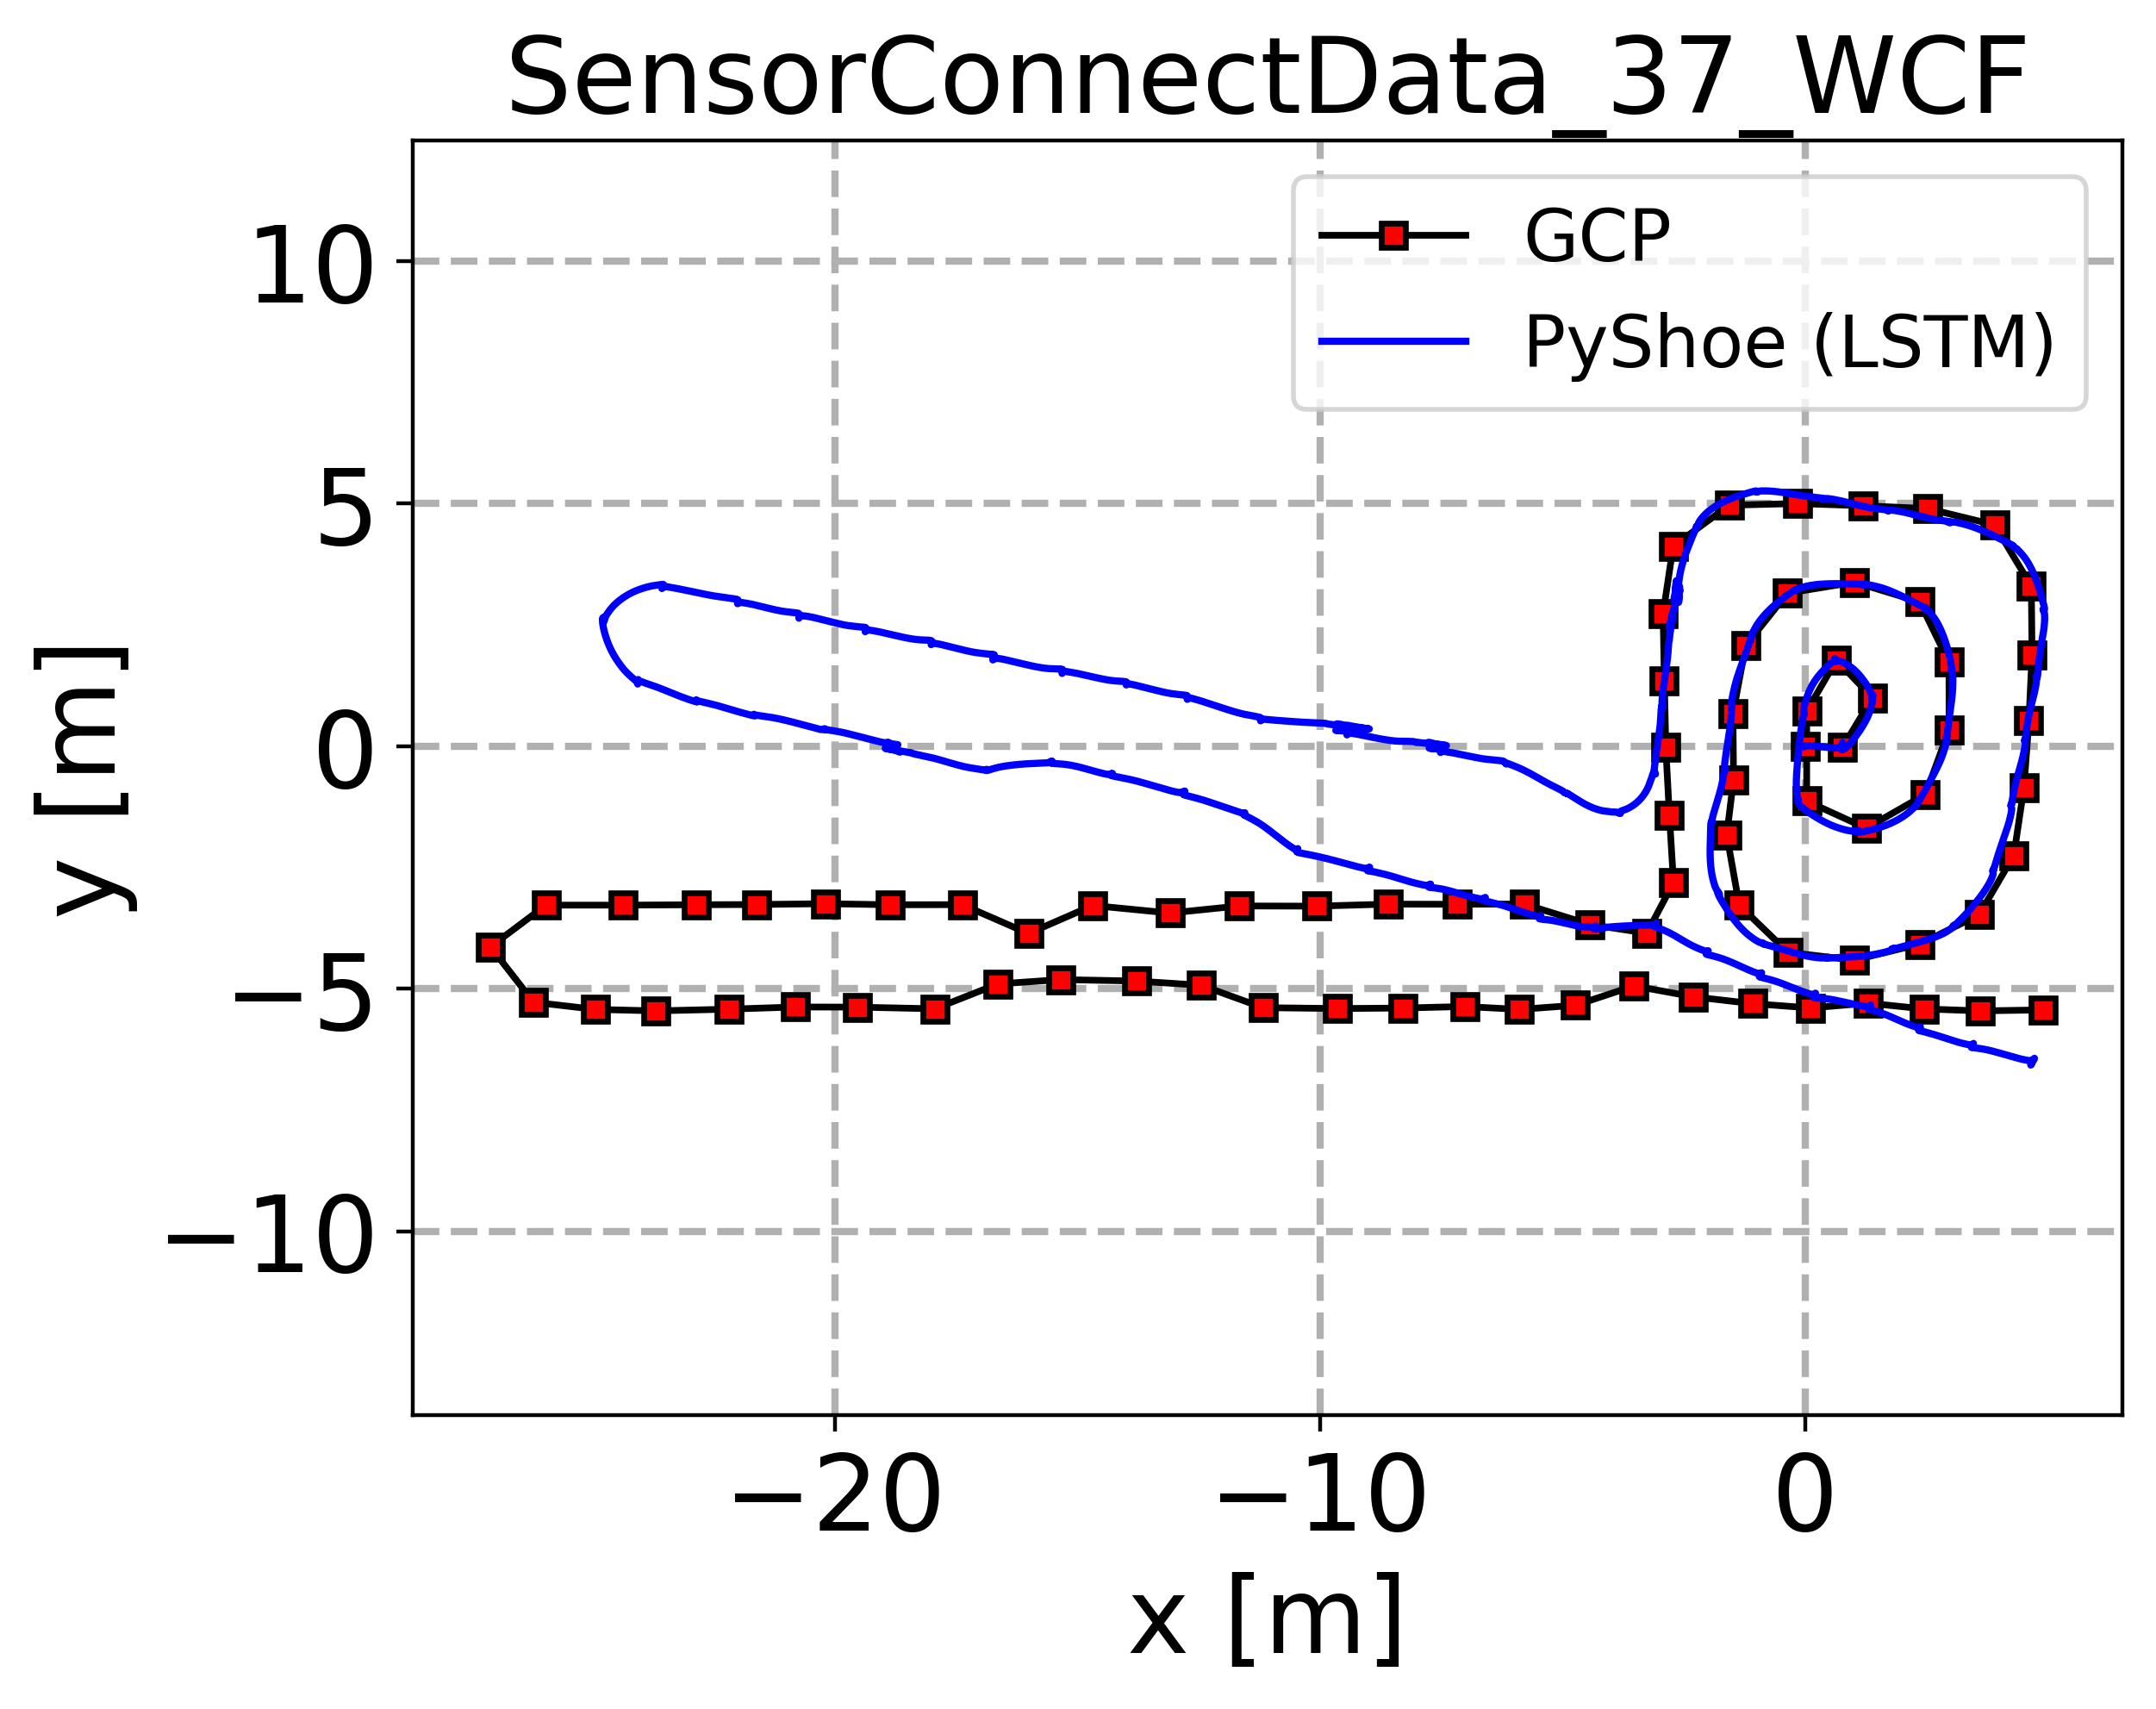 SensorConnectData_37_WCF
GCP
PyShoe (LSTM)
10
5
0
−5
−10
y [m]
−20
−10
0
x [m]